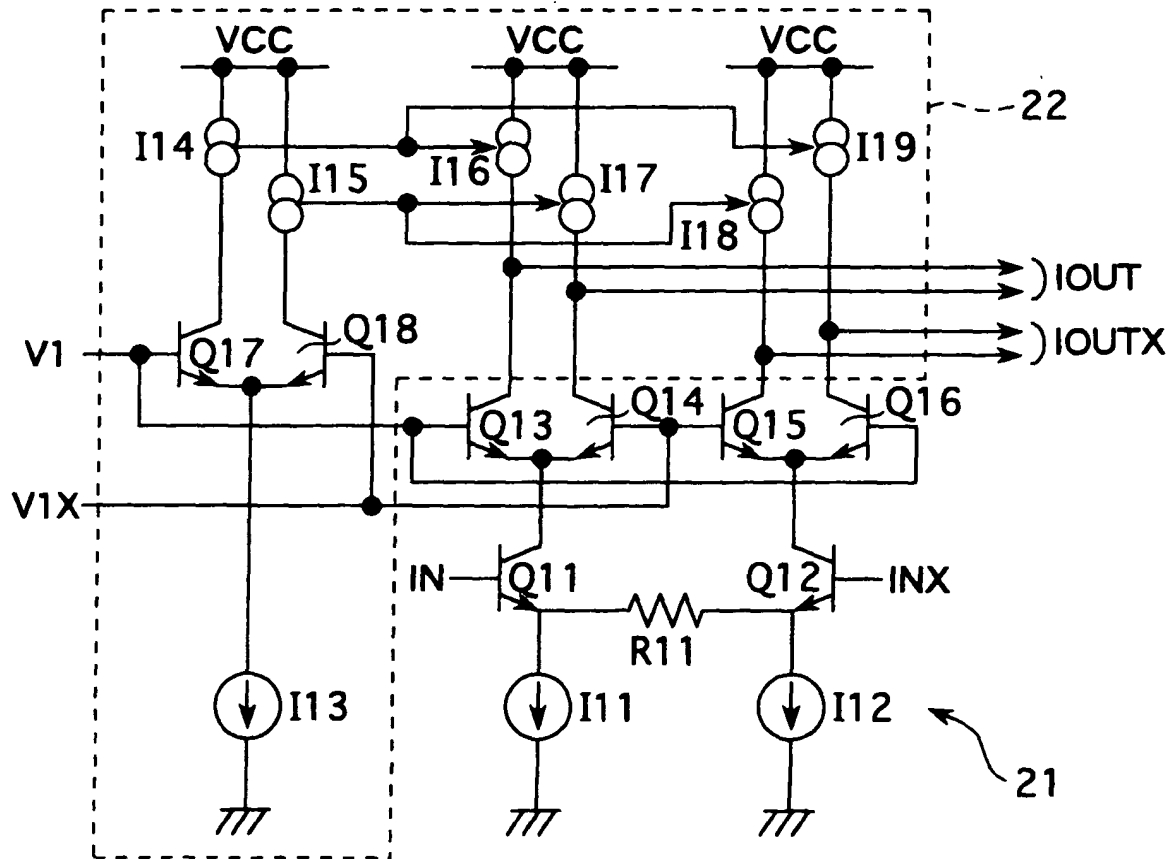 VCC VCC VCC
22
I14 I16 I19
I15 I17
I18
IOUT
V1 Q17 Q18 IOUTX
Q13 Q14 Q15 Q16
V1X
IN Q11 Q12 INX
R11
I13 I11 I12
21